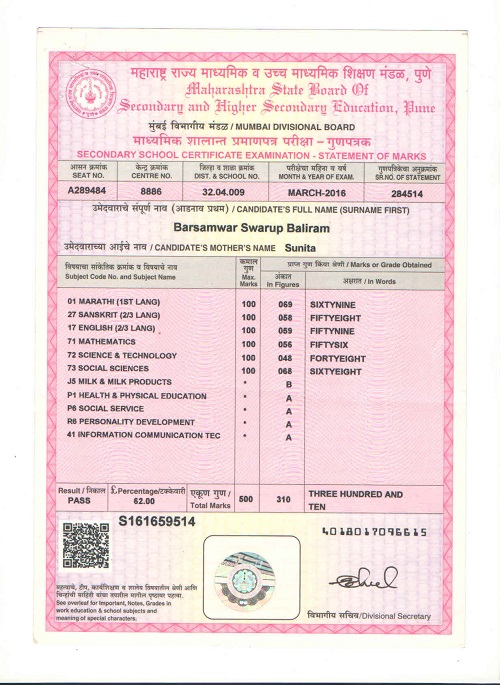 महाराष्ट्र राज्य माध्यमिक व उच्च माध्यमिक शिक्षण मंडळ, पुणे
Maharashtra State Board Of
Secondary and Higher Secondary Education, Pune
मुंबई विभागीय मंडळ / MUMBAI DIVISIONAL BOARD
माध्यमिक शालान्त प्रमाणपत्र परीक्षा - गुणपत्रक
SECONDARY SCHOOL CERTIFICATE EXAMINATION - STATEMENT OF MARKS
आसन क्रमांक केन्द्र क्रमांक जिल्हा व शाळा क्रमांक परीक्षेचा महिना व वर्ष गुणपत्रिकेचा अनुक्रमांक
SEAT NO. CENTRE NO. DIST. & SCHOOL NO. MONTH & YEAR OF EXAM. SR.NO. OF STATEMENT
A289484 8886 32.04.009 MARCH-2016 284514
उमेदवाराचे संपूर्ण नाव (आडनाव प्रथम) / CANDIDATE'S FULL NAME (SURNAME FIRST)
Barsamwar Swarup Baliram
उमेदवाराच्या आईचे नाव / CANDIDATE'S MOTHER'S NAME Sunita
विषयाचा सांकेतिक क्रमांक व विषयाचे नाव कमाल गुण प्राप्त गुण किंवा श्रेणी / Marks or Grade Obtained
Subject Code No. and Subject Name Max. Marks अंकात In Figures अक्षरात / In Words
01 MARATHI (1ST LANG) 100 069 SIXTYNINE
27 SANSKRIT (2/3 LANG) 100 058 FIFTYEIGHT
17 ENGLISH (2/3 LANG) 100 059 FIFTYNINE
71 MATHEMATICS 100 056 FIFTYSIX
72 SCIENCE & TECHNOLOGY 100 048 FORTYEIGHT
73 SOCIAL SCIENCES 100 068 SIXTYEIGHT
J5 MILK & MILK PRODUCTS * B
P1 HEALTH & PHYSICAL EDUCATION * A
P6 SOCIAL SERVICE * A
R6 PERSONALITY DEVELOPMENT * A
41 INFORMATION COMMUNICATION TEC * A
Result / निकाल £ Percentage/टक्केवारी एकूण गुण / 500 310 THREE HUNDRED AND
PASS 62.00 Total Marks TEN
S161659514
4018017096615
महत्वाचे, टीप, कार्यशिक्षण व शालेय विषयातील श्रेणी आणि
चिन्हांची माहिती यांचा तपशील मागील पृष्ठावर पहावा.
See overleaf for Important, Notes, Grades in
work education & school subjects and
meaning of special characters.
विभागीय सचिव/Divisional Secretary